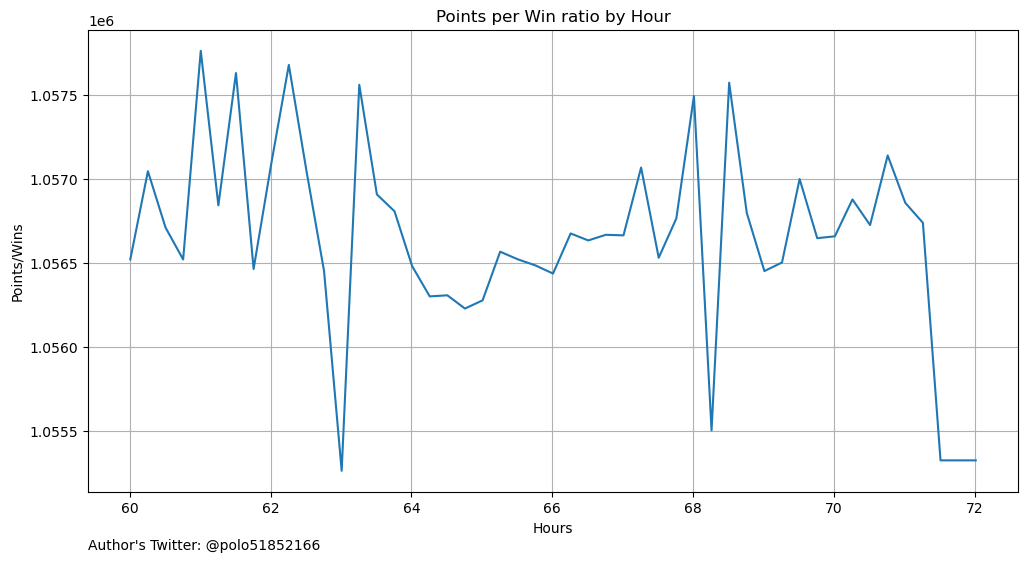 Points per Win ratio by Hour
1e6
1.0575
1.0570
1.0565
1.0560
1.0555
Points/Wins
60 62 64 66 68 70 72
Hours
Author's Twitter: @polo51852166